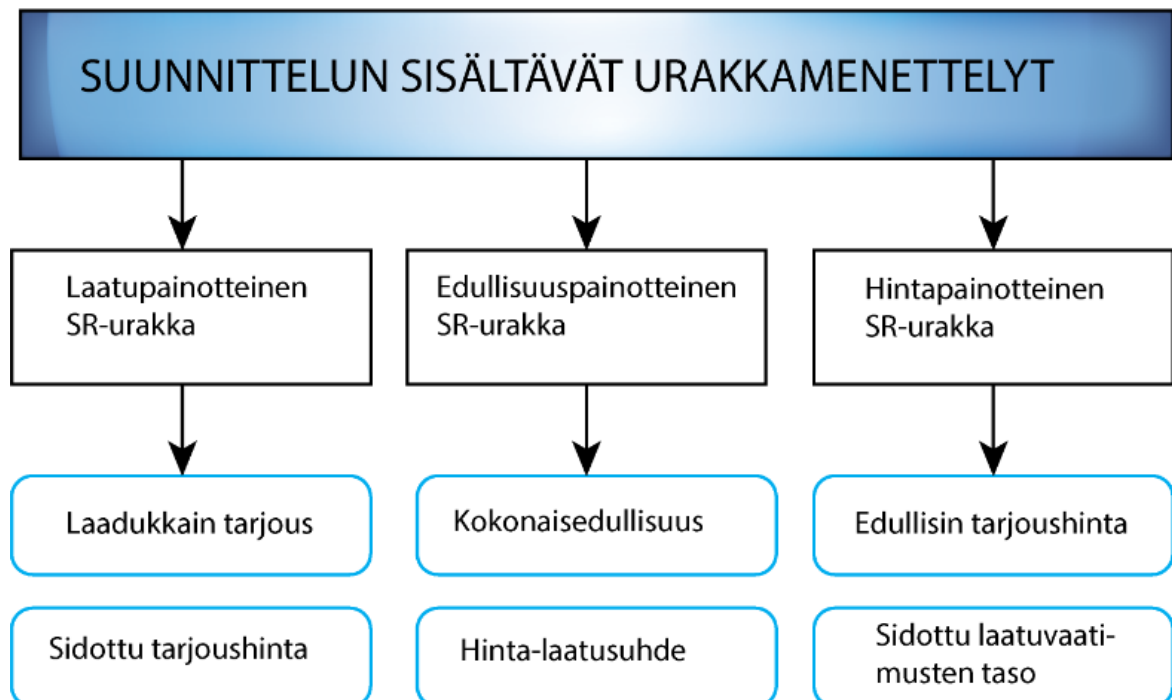 SUUNNITTELUN SISÄLTÄVÄT URAKKAMENETTELYT
Laatupainotteinen
SR-urakka
Edullisuuspainotteinen
SR-urakka
Hintapainotteinen
SR-urakka
Laadukkain tarjous
Kokonaisedullisuus
Edullisin tarjoushinta
Sidottu tarjoushinta
Hinta-laatusuhde
Sidottu laatuvaati-
musten taso